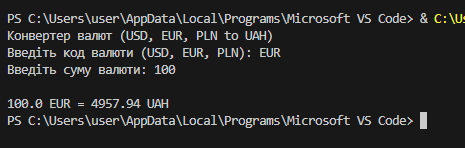 PS C:\Users\user\AppData\Local\Programs\Microsoft VS Code> & C:\Us
Конвертер валют (USD, EUR, PLN to UAH)
Введіть код валюти (USD, EUR, PLN): EUR
Введіть суму валюти: 100
100.0 EUR = 4957.94 UAH
PS C:\Users\user\AppData\Local\Programs\Microsoft VS Code>